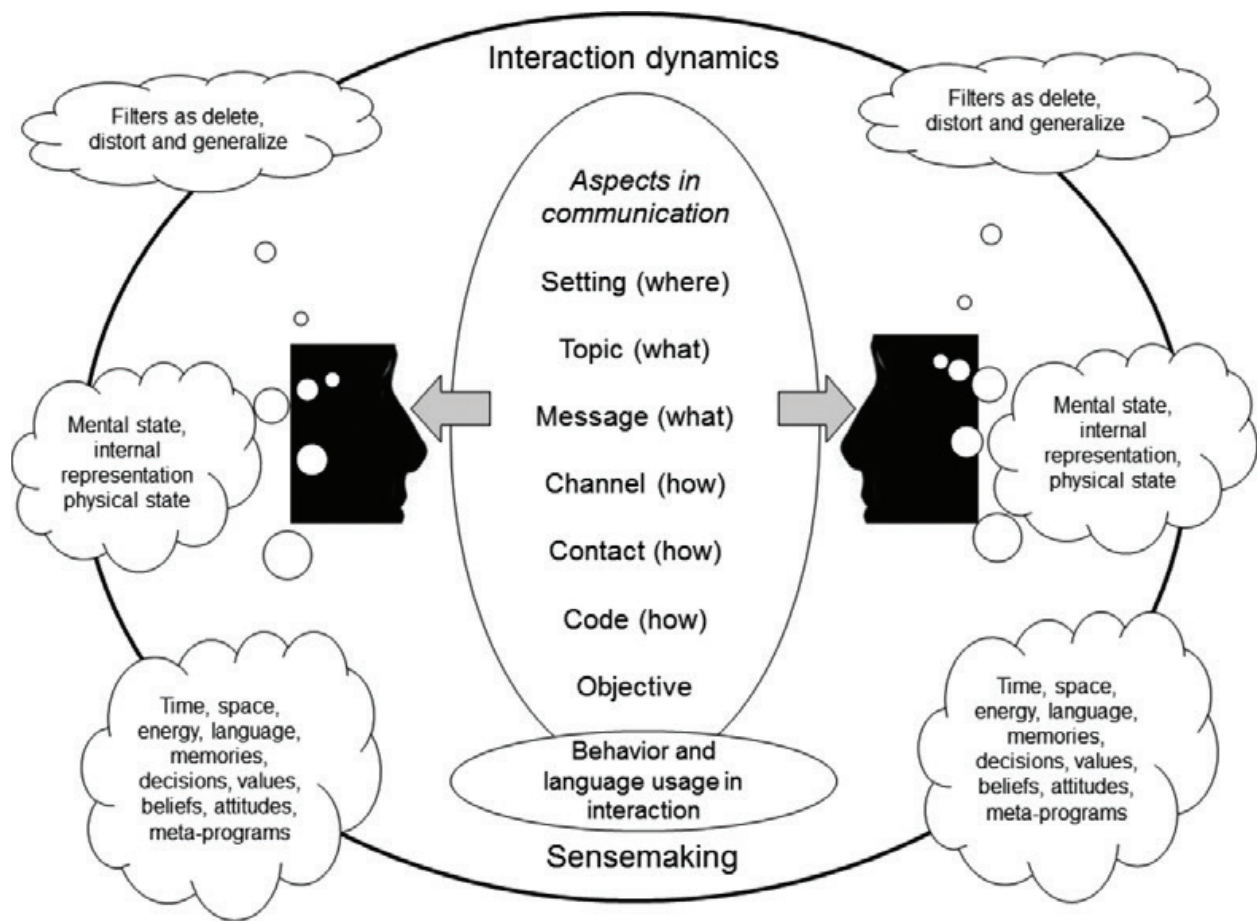 Interaction dynamics
Filters as delete,
distort and generalize
Filters as delete,
distort and generalize
Aspects in
communication
Setting (where)
Topic (what)
Message (what)
Channel (how)
Contact (how)
Code (how)
Objective
Mental state,
internal
representation
physical state
Mental state,
internal
representation,
physical state
Time, space,
energy, language,
memories,
decisions, values,
beliefs, attitudes,
meta-programs
Time, space,
energy, language,
memories,
decisions, values,
beliefs, attitudes,
meta-programs
Behavior and
language usage in
interaction
Sensemaking